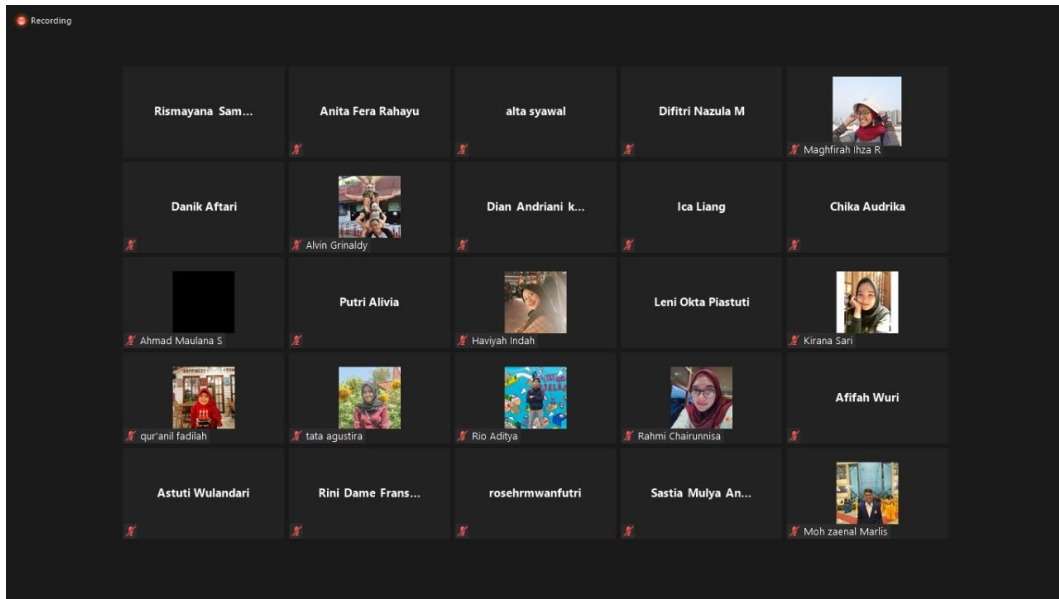 Recording
Rismayana Sam...
Anita Fera Rahayu
alta syawal
Difitri Nazula M
Maghfirah Ihza R
Danik Aftari
Alvin Grinaldy
Dian Andriani k...
Ica Liang
Chika Audrika
Ahmad Maulana S
Putri Alivia
Haviyah Indah
Leni Okta Piastuti
Kirana Sari
qur'anil fadilah
tata agustira
Rio Aditya
Rahmi Chairunnisa
Afifah Wuri
Astuti Wulandari
Rini Dame Frans...
rosehrmwanfutri
Sastia Mulya An...
Moh zaenal Marlis